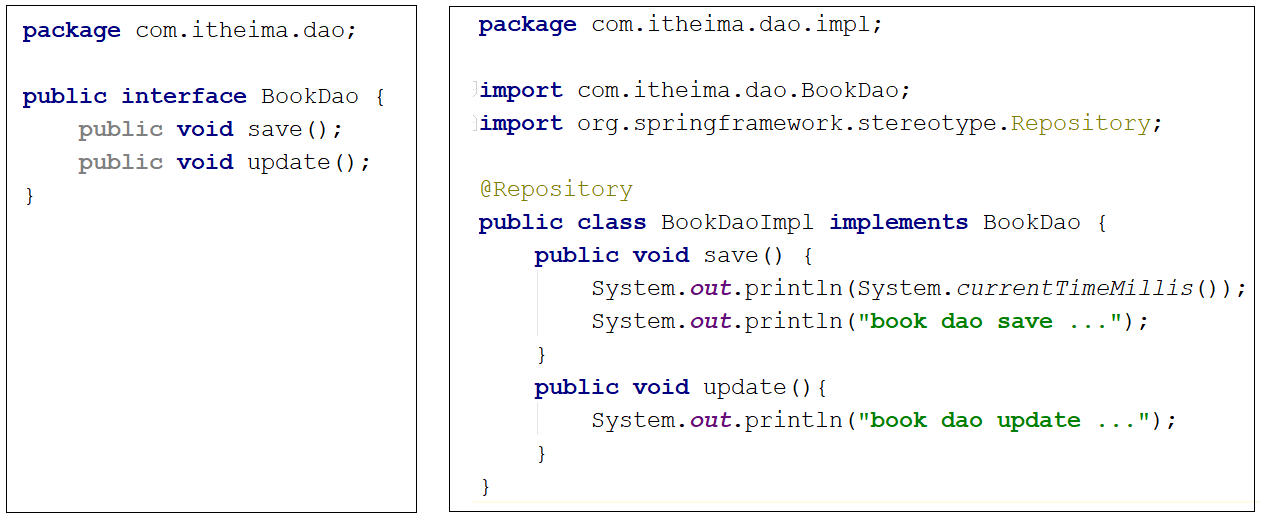 package com.itheima.dao;
public interface BookDao {
    public void save();
    public void update();
}
package com.itheima.dao.impl;
import com.itheima.dao.BookDao;
import org.springframework.stereotype.Repository;
@Repository
public class BookDaoImpl implements BookDao {
    public void save() {
        System.out.println(System.currentTimeMillis());
        System.out.println("book dao save ...");
    }
    public void update(){
        System.out.println("book dao update ...");
    }
}